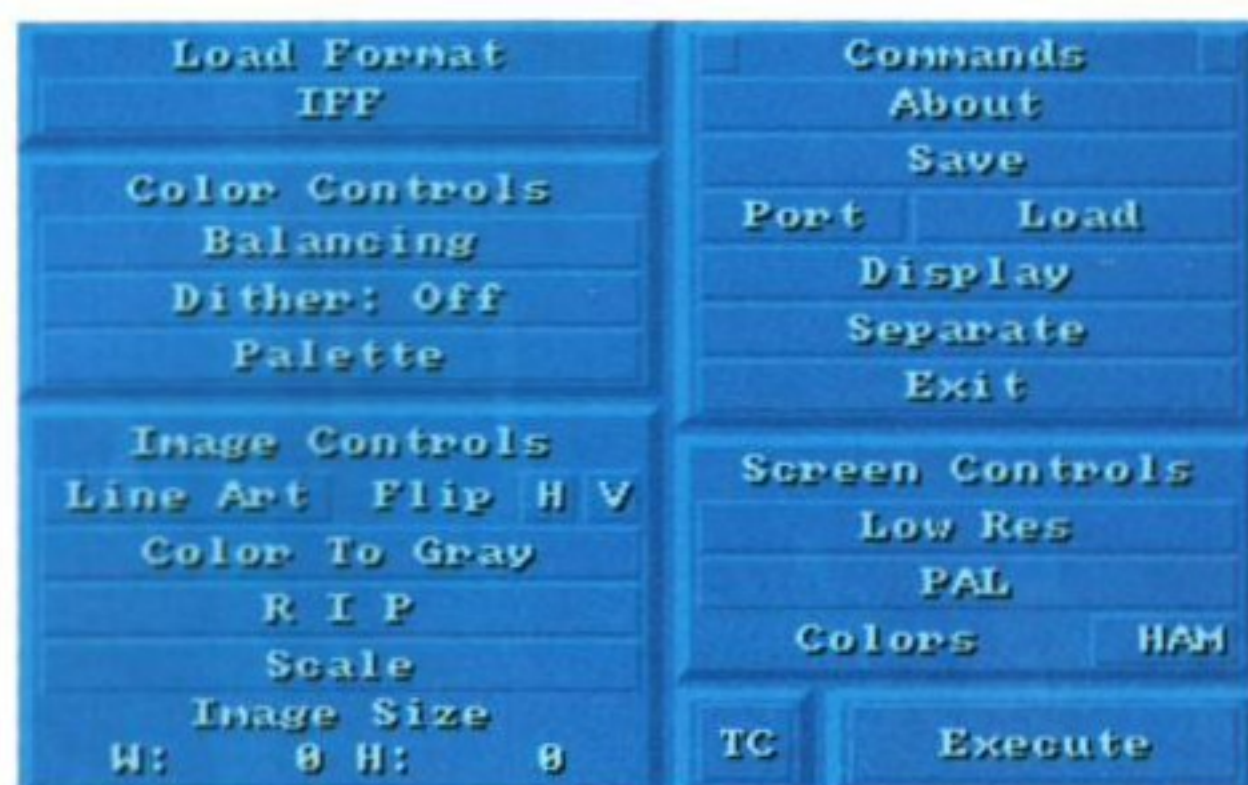 Load Format
IFF
Color Controls
Balancing
Dither: Off
Palette
Image Controls
Line Art Flip H V
Color To Gray
R I P
Scale
Image Size
W: 0 H: 0
Commands
About
Save
Port Load
Display
Separate
Exit
Screen Controls
Low Res
PAL
Colors HAM
TC Execute